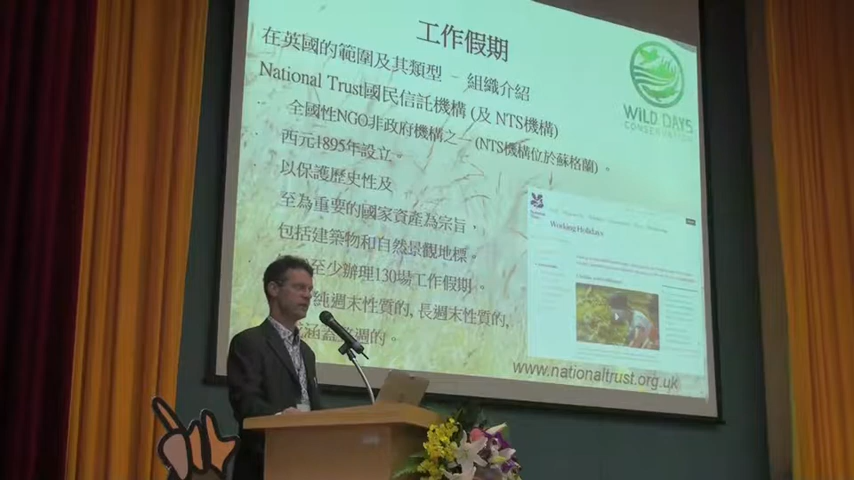 工作假期
在英國的範圍及其類型 – 組織介紹
National Trust國民信託機構 (及 NTS機構)
全國性NGO非政府機構之一 (NTS機構位於蘇格蘭)。
西元1895年設立。
以保護歷史性及
至為重要的國家資產為宗旨，
包括建築物和自然景觀地標。
至少辦理130場工作假期。
純週末性質的, 長週末性質的,
涵蓋
週的.
WILD DAYS
CONSERVATION
Working Holidays
www.nationaltrust.org.uk